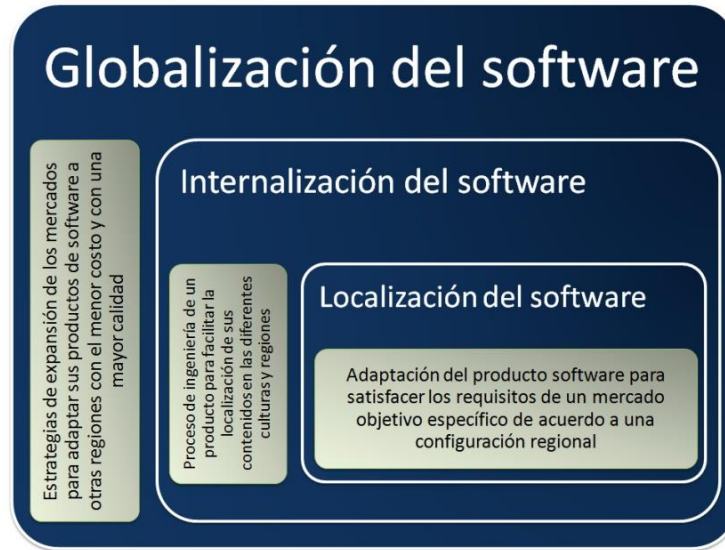 Globalización del software
Estrategias de expansión de los mercados
para adaptar sus productos de software a
otras regiones con el menor costo y con una
mayor calidad
Internalización del software
Proceso de ingeniería de un
producto para facilitar la
localización de sus
contenidos en las diferentes
culturas y regiones
Localización del software
Adaptación del producto software para
satisfacer los requisitos de un mercado
objetivo específico de acuerdo a una
configuración regional